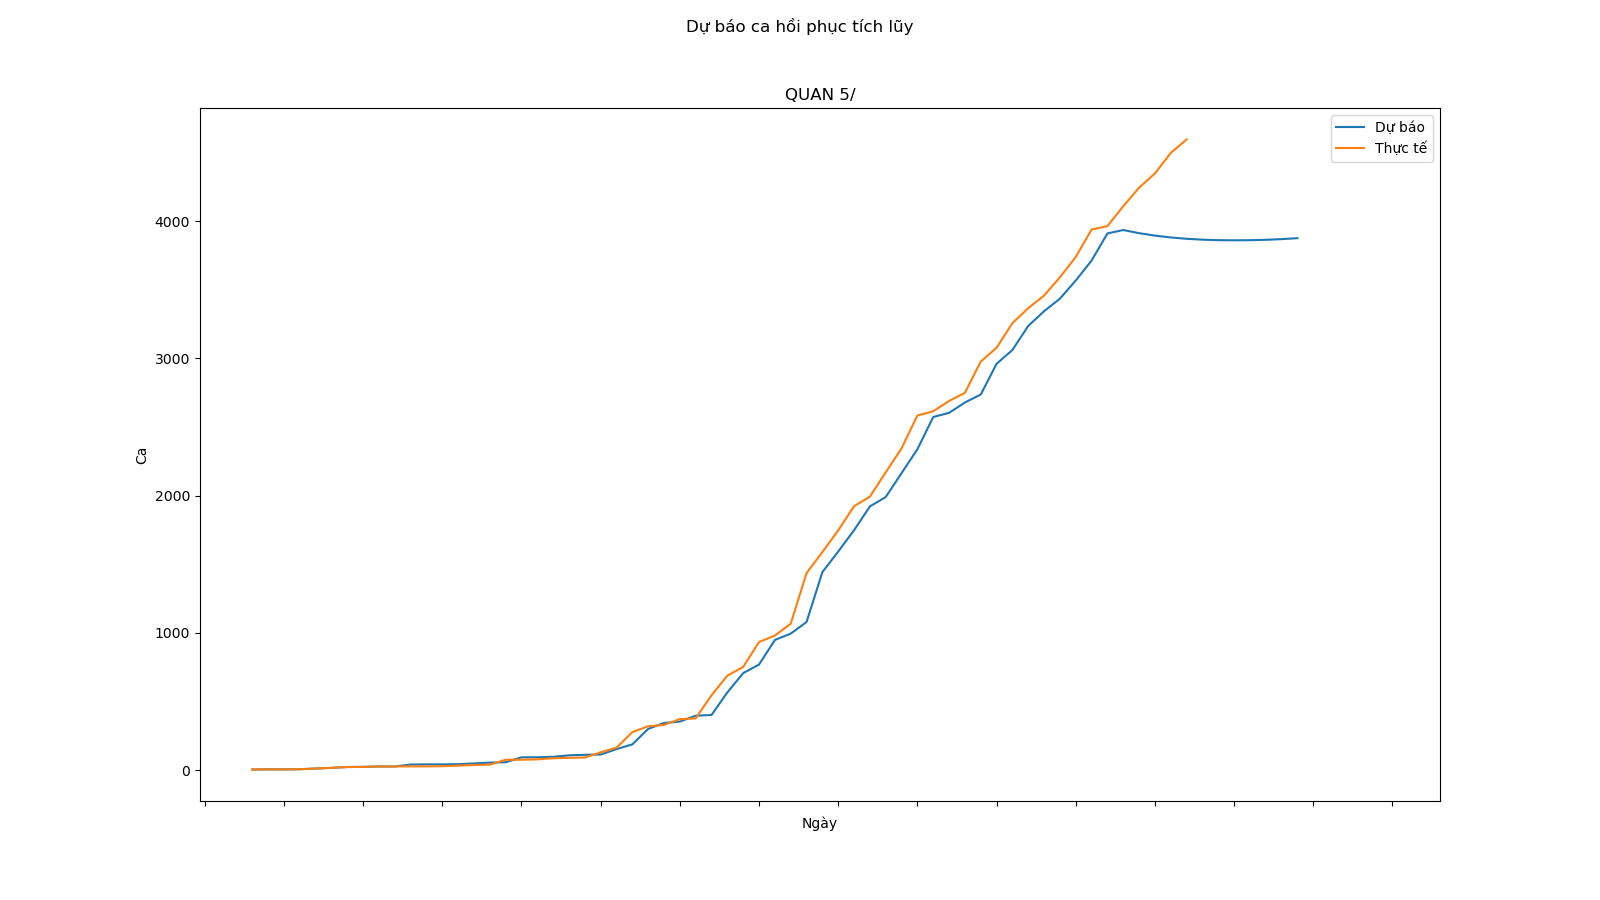 Dự báo ca hồi phục tích lũy
QUAN 5/
Dự báo
Thực tế
4000
3000
2000
1000
0
Ca
Ngày